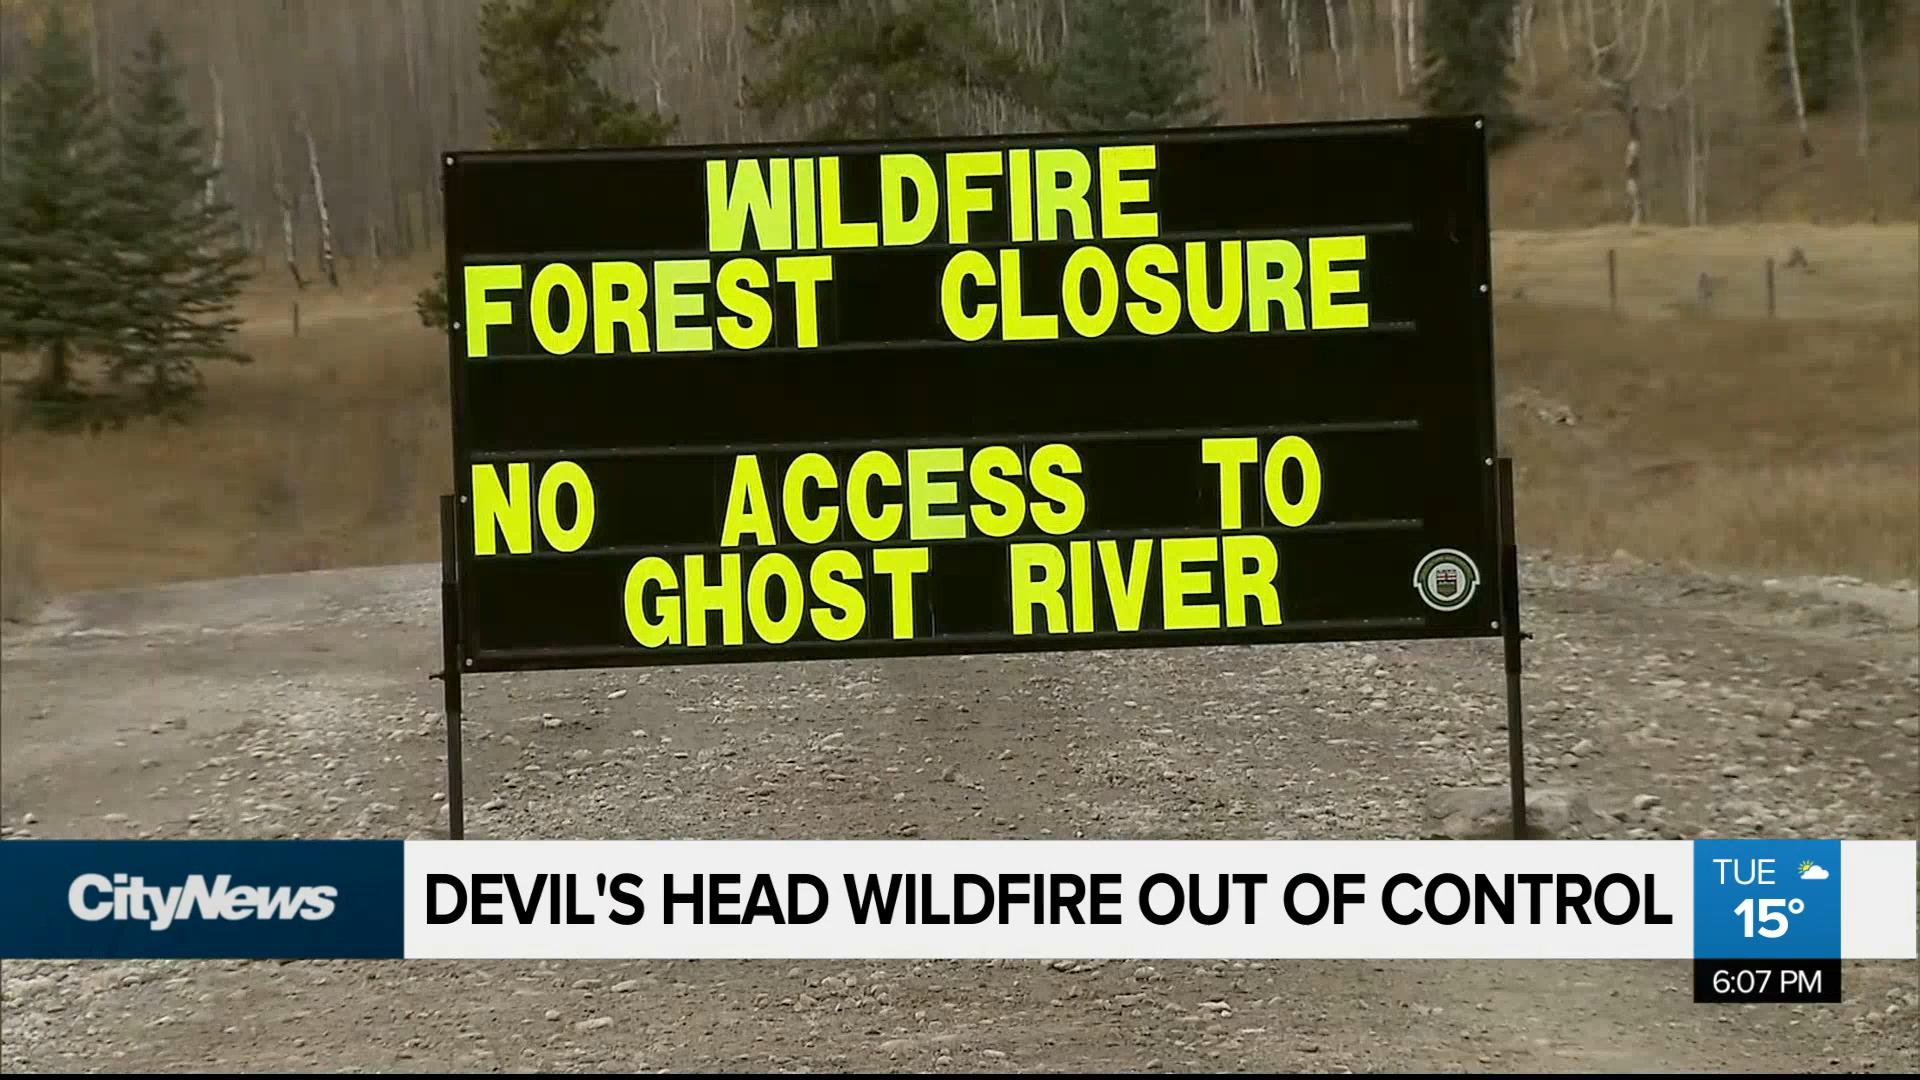 WILDFIRE
FOREST CLOSURE
NO ACCESS TO
GHOST RIVER
CityNews
DEVIL'S HEAD WILDFIRE OUT OF CONTROL
TUE
15°
6:07 PM